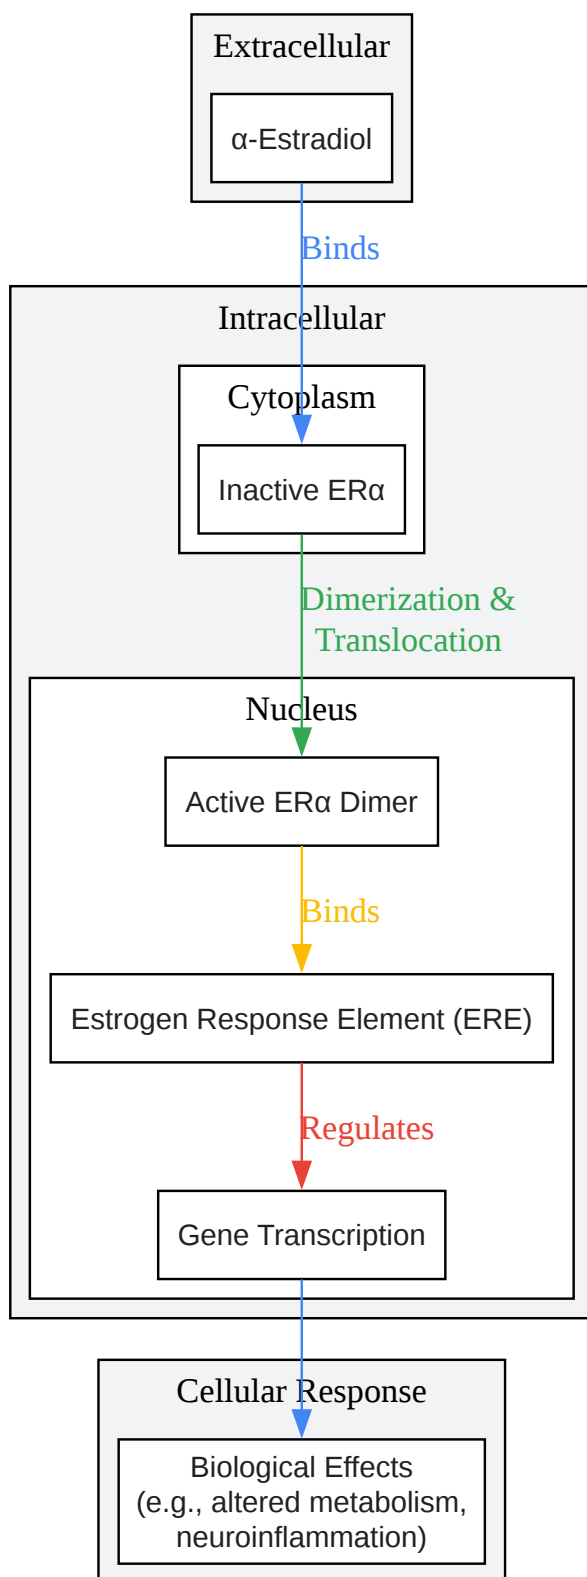 Extracellular
α-Estradiol
Binds
Intracellular
Cytoplasm
Inactive ERα
Dimerization &
Translocation
Nucleus
Active ERα Dimer
Binds
Estrogen Response Element (ERE)
Regulates
Gene Transcription
Cellular Response
Biological Effects
(e.g., altered metabolism,
neuroinflammation)